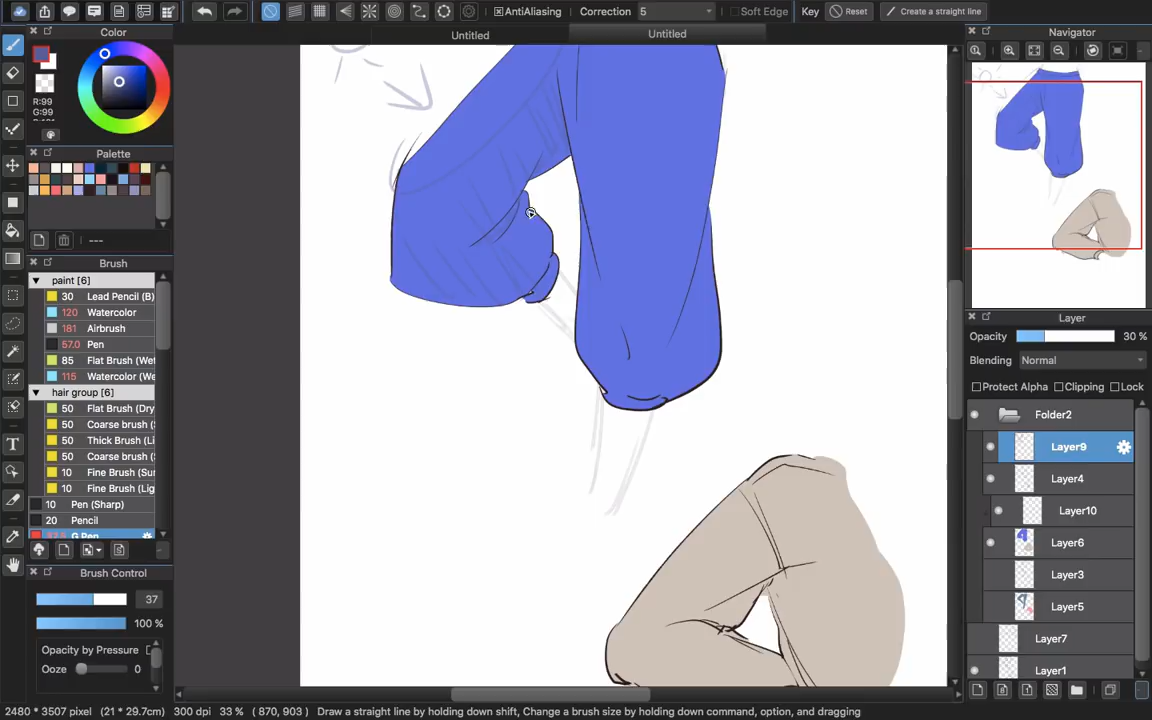 AntiAliasing
Correction
5
Soft Edge
Key
Reset
Create a straight line
Untitled
Untitled
Color
R:99
G:99
Palette
---
Brush
paint [6]
30 Lead Pencil (B)
120 Watercolor
181 Airbrush
57.0 Pen
85 Flat Brush (Wet
115 Watercolor (We
hair group [6]
50 Flat Brush (Dry
50 Coarse brush (
50 Thick Brush (Li
50 Coarse brush (
10 Fine Brush (Sur
10 Fine Brush (Lig
10 Pen (Sharp)
20 Pencil
G Pen
Brush Control
37
100 %
Opacity by Pressure
Ooze
0
Navigator
Layer
Opacity
30 %
Blending
Normal
Protect Alpha
Clipping
Lock
Folder2
Layer9
Layer4
Layer10
Layer6
Layer3
Layer5
Layer7
Layer1
2480 * 3507 pixel (21 * 29.7cm) 300 dpi 33 % ( 870, 903 ) Draw a straight line by holding down shift, Change a brush size by holding down command, option, and dragging